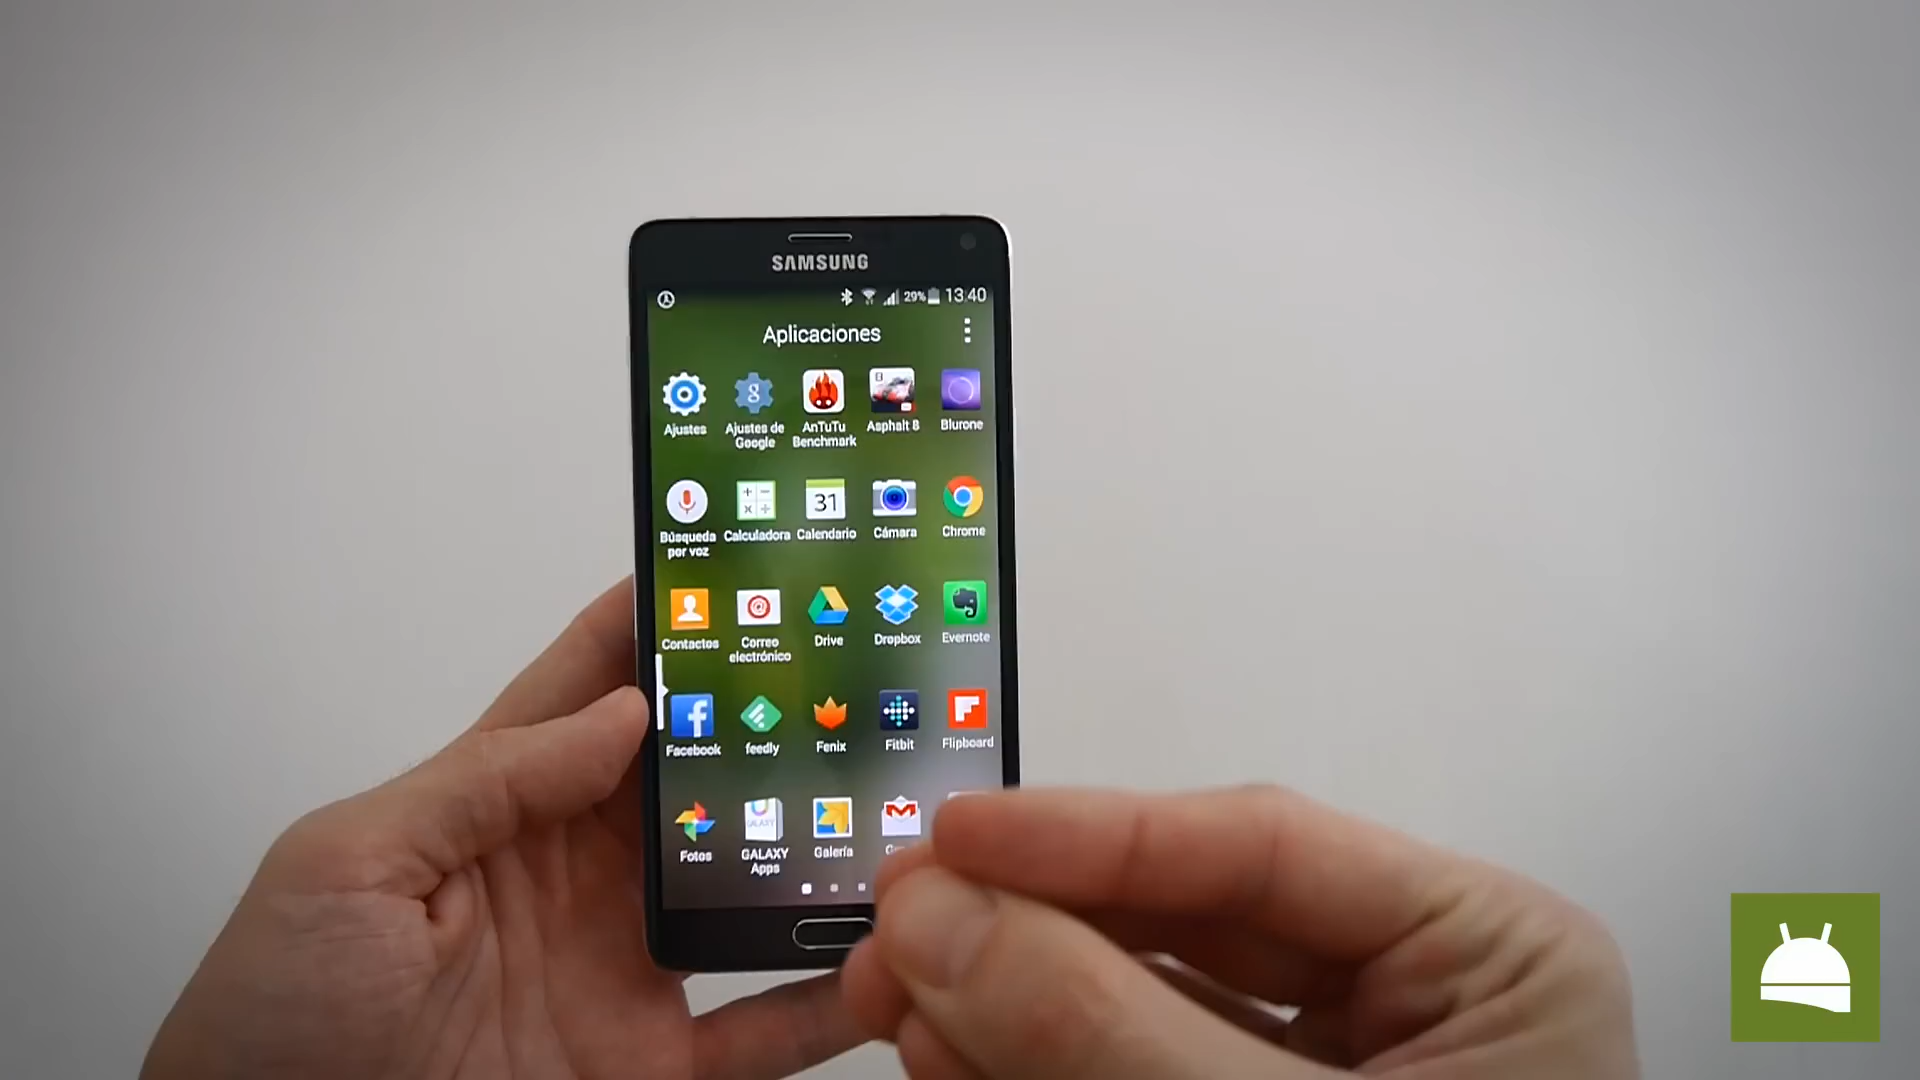 SAMSUNG
29% 13:40
Aplicaciones
Ajustes
Ajustes de
Google
AnTuTu
Benchmark
Asphalt 8
Blurone
Búsqueda
por voz
Calculadora
31
Calendario
Cámara
Chrome
Contactos
Correo
electrónico
Drive
Dropbox
Evernote
Facebook
feedly
Fenix
Fitbit
Flipboard
Fotos
GALAXY
GALAXY
Apps
Galería